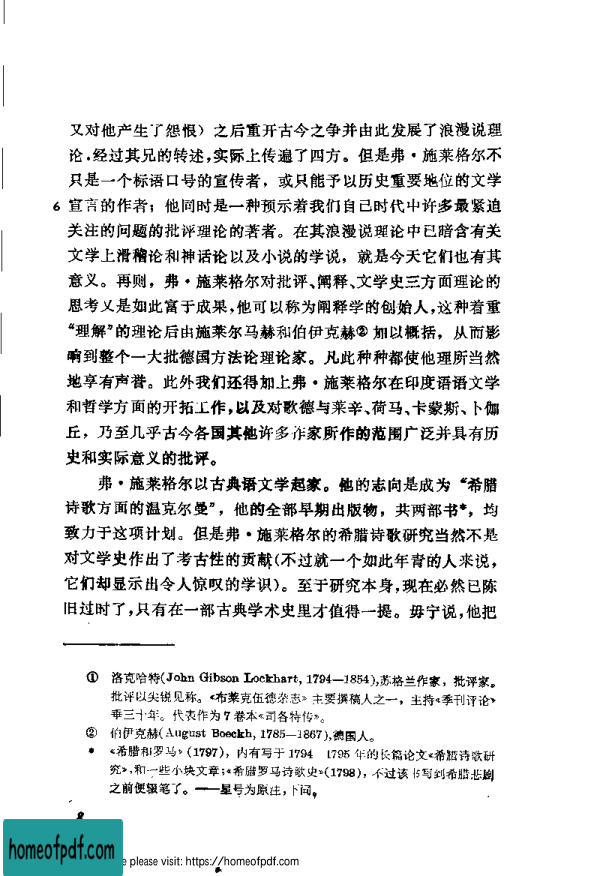 又对他产生了怨恨）之后重开古今之争并由此发展了浪漫说理
论.经过其兄的转述,实际上传遍了四方。但是弗·施莱格尔不
只是一个标语口号的宣传者，或只能予以历史重要地位的文学
6 宣言的作者；他同时是一种预示着我们自己时代中许多最紧迫
关注的问题的批评理论的著者。在其浪漫说理论中已暗含有关
文学上滑稽论和神话论以及小说的学说，就是今天它们也有其
意义。再则，弗·施莱格尔对批评、阐释、文学史三方面理论的
思考又是如此富于成果,他可以称为阐释学的创始人,这种着重
“理解”的理论后由施莱尔马赫和伯伊克赫② 加以概括，从而影
响到整个一大批德国方法论理论家。凡此种种都使他理所当然
地享有声誉。此外我们还得加上弗·施莱格尔在印度语语文学
和哲学方面的开拓工作,以及对歌德与莱辛、荷马、卡蒙斯、卜伽
丘，乃至几乎古今各国其他许多作家所作的范围广泛并具有历
史和实际意义的批评。
弗·施莱格尔以古典语文学起家。他的志向是成为“希腊
诗歌方面的温克尔曼”，他的全部早期出版物，共两部书*，均
致力于这项计划。但是弗·施莱格尔的希腊诗歌研究当然不是
对文学史作出了考古性的贡献(不过就一个如此年青的人来说，
它们却显示出令人惊叹的学识)。至于研究本身,现在必然已陈
旧过时了,只有在一部古典学术史里才值得一提。毋宁说,他把
① 洛克哈特(John Gibson Lockhart, 1794—1854),苏格兰作家，批评家。
批评以尖锐见称。《布莱克伍德杂志》主要撰稿人之一，主持《季刊评论》
垂三十年。代表作为7卷本《司各特传》。
② 伯伊克赫(August Boeckh, 1785—1867),德国人。
* 《希腊和罗马》(1797)，内有写于1794—1795年的长篇论文《希腊诗歌研
究》,和一些小块文章;《希腊罗马诗歌史》(1798)，不过该书写到希腊悲剧
之前便辍笔了。——星号为原注，下同。
8
homeofpdf.com
e please visit: https://homeofpdf.com